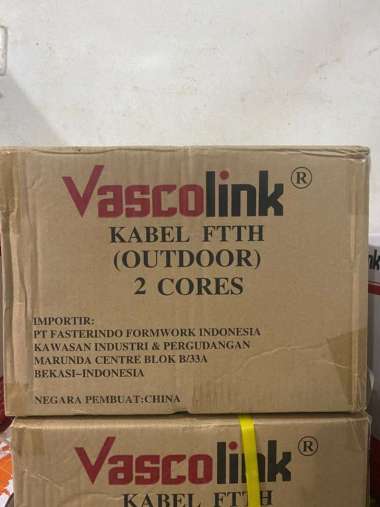 Vascolink®
KABEL FTTH
(OUTDOOR)
2 CORES
IMPORTIR:
PT FASTERINDO FORMWORK INDONESIA
KAWASAN INDUSTRI & PERGUDANGAN
MARUNDA CENTRE BLOK B/33A
BEKASI–INDONESIA
NEGARA PEMBUAT:CHINA
Vascolink®
KABEL FTTH